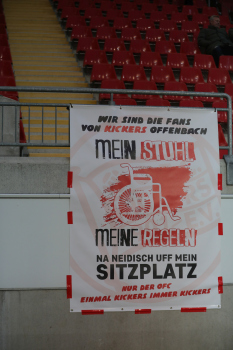 WIR SIND DIE FANS
VON KICKERS OFFENBACH
MEIN STUHL
MEINE REGELN
NA NEIDISCH UFF MEIN
SITZPLATZ
NUR DER OFC
EINMAL KICKERS IMMER KICKERS